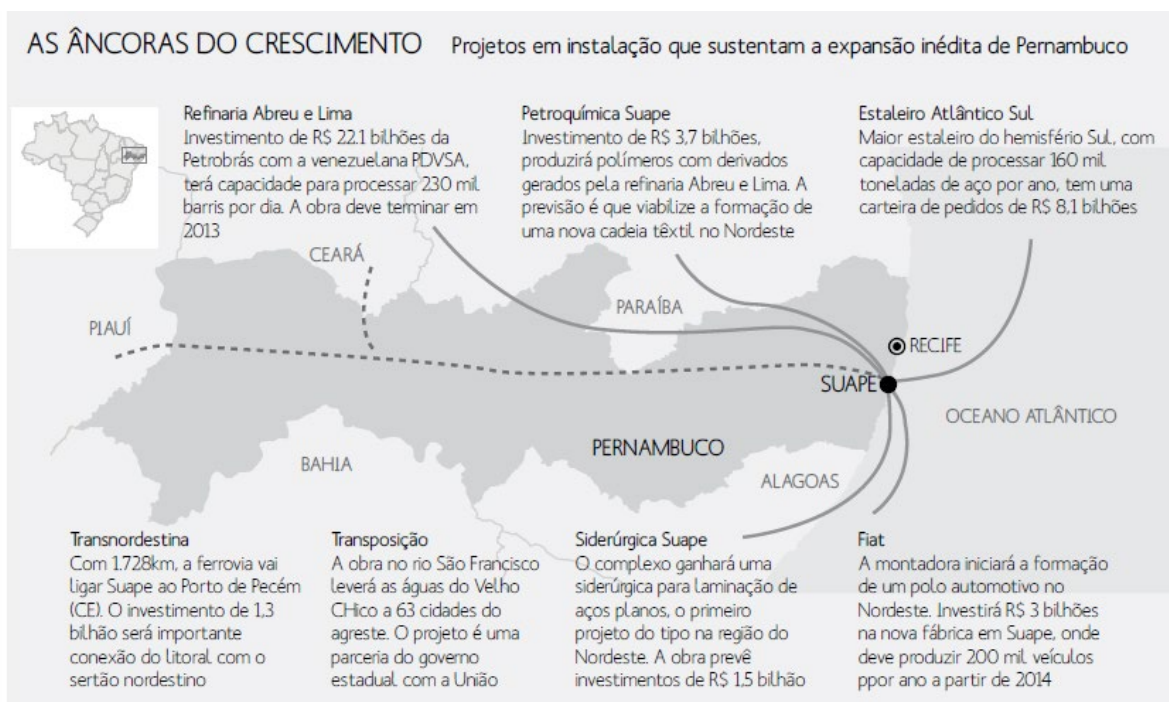 AS ÂNCORAS DO CRESCIMENTO Projetos em instalação que sustentam a expansão inédita de Pernambuco
Refinaria Abreu e Lima
Investimento de R$ 22.1 bilhões da
Petrobrás com a venezuelana PDVSA,
terá capacidade para processar 230 mil
barris por dia. A obra deve terminar em
2013
Petroquímica Suape
Investimento de R$ 3,7 bilhões,
produzirá polímeros com derivados
gerados pela refinaria Abreu e Lima. A
previsão é que viabilize a formação de
uma nova cadeia têxtil no Nordeste
Estaleiro Atlântico Sul
Maior estaleiro do hemisfério Sul, com
capacidade de processar 160 mil
toneladas de aço por ano, tem uma
carteira de pedidos de R$ 8,1 bilhões
CEARÁ
PIAUÍ
PARAÍBA
RECIFE
SUAPE
OCEANO ATLÂNTICO
PERNAMBUCO
BAHIA
ALAGOAS
Transnordestina
Com 1.728km, a ferrovia vai
ligar Suape ao Porto de Pecém
(CE). O investimento de 1,3
bilhão será importante
conexão do litoral com o
sertão nordestino
Transposição
A obra no rio São Francisco
levará as águas do Velho
CHico a 63 cidades do
agreste. O projeto é uma
parceria do governo
estadual com a União
Siderúrgica Suape
O complexo ganhará uma
siderúrgica para laminação de
aços planos, o primeiro
projeto do tipo na região do
Nordeste. A obra prevê
investimentos de R$ 1,5 bilhão
Fiat
A montadora iniciará a formação
de um polo automotivo no
Nordeste. Investirá R$ 3 bilhões
na nova fábrica em Suape, onde
deve produzir 200 mil veículos
ppor ano a partir de 2014